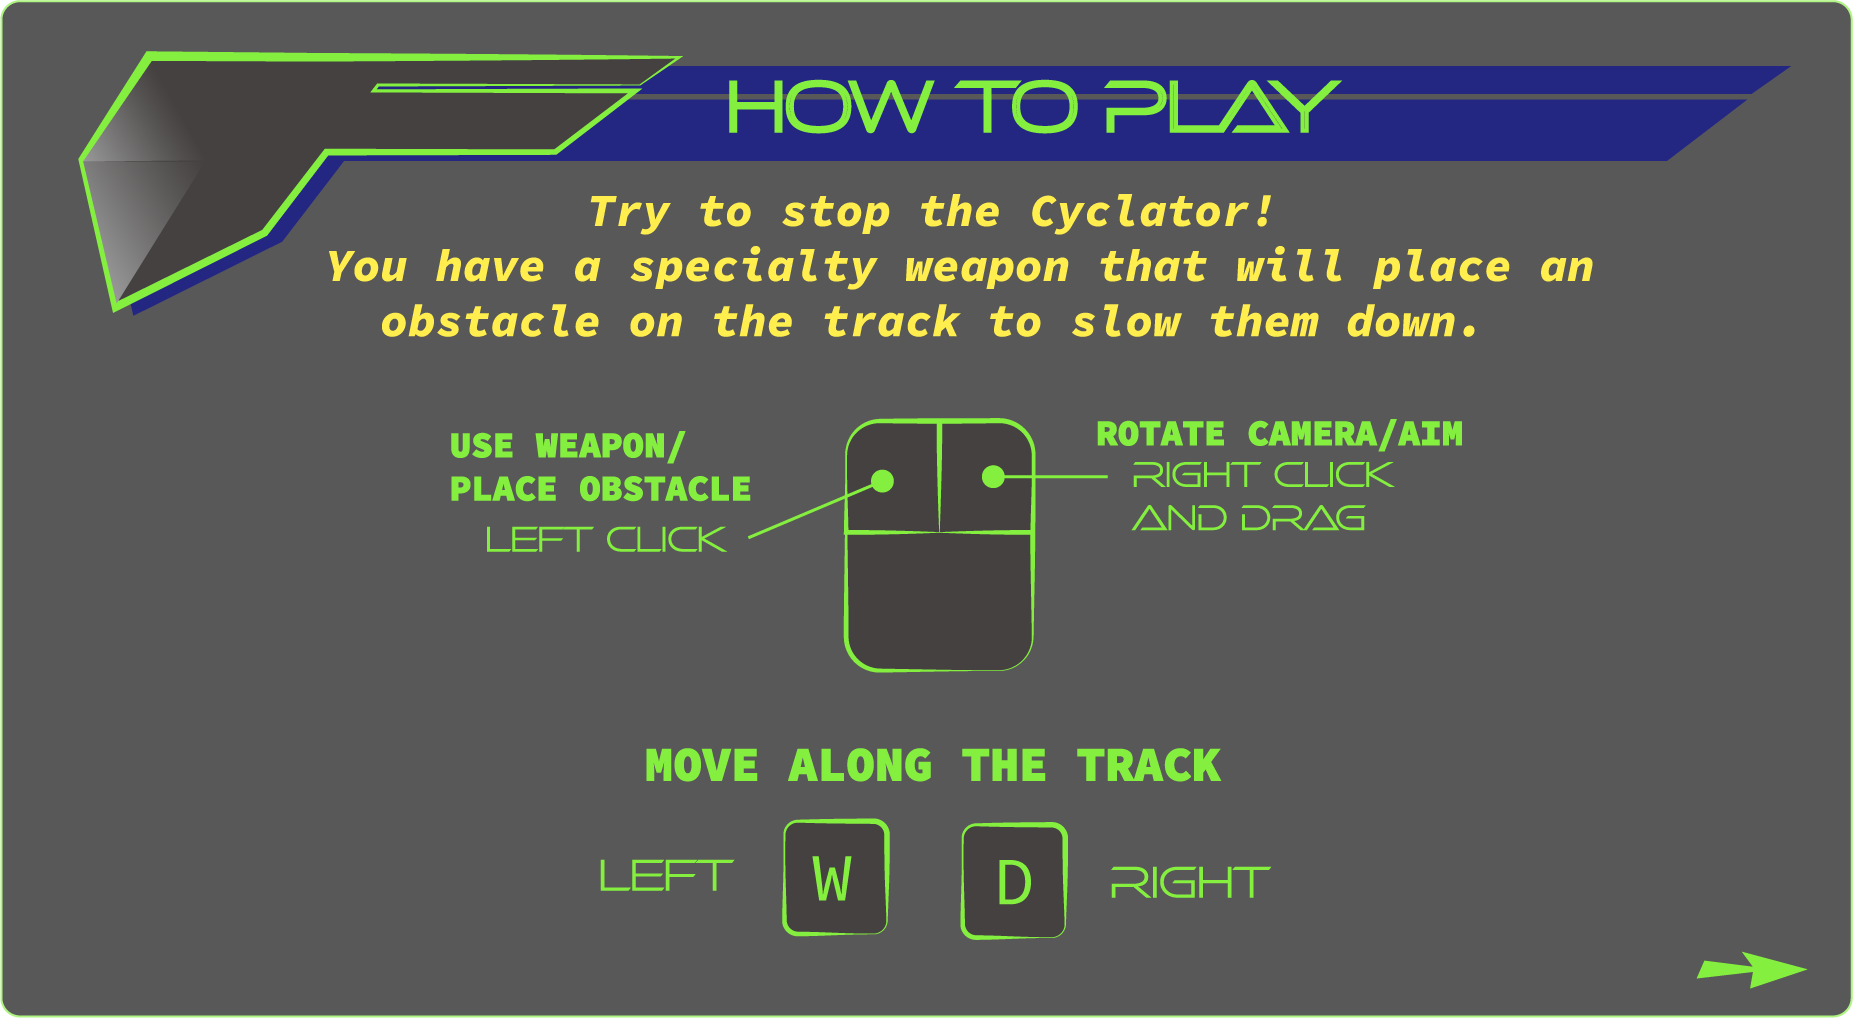 HOW TO PLAY
Try to stop the Cyclator!
You have a specialty weapon that will place an
obstacle on the track to slow them down.
USE WEAPON/
PLACE OBSTACLE
LEFT CLICK
ROTATE CAMERA/AIM
RIGHT CLICK
AND DRAG
MOVE ALONG THE TRACK
LEFT W D RIGHT